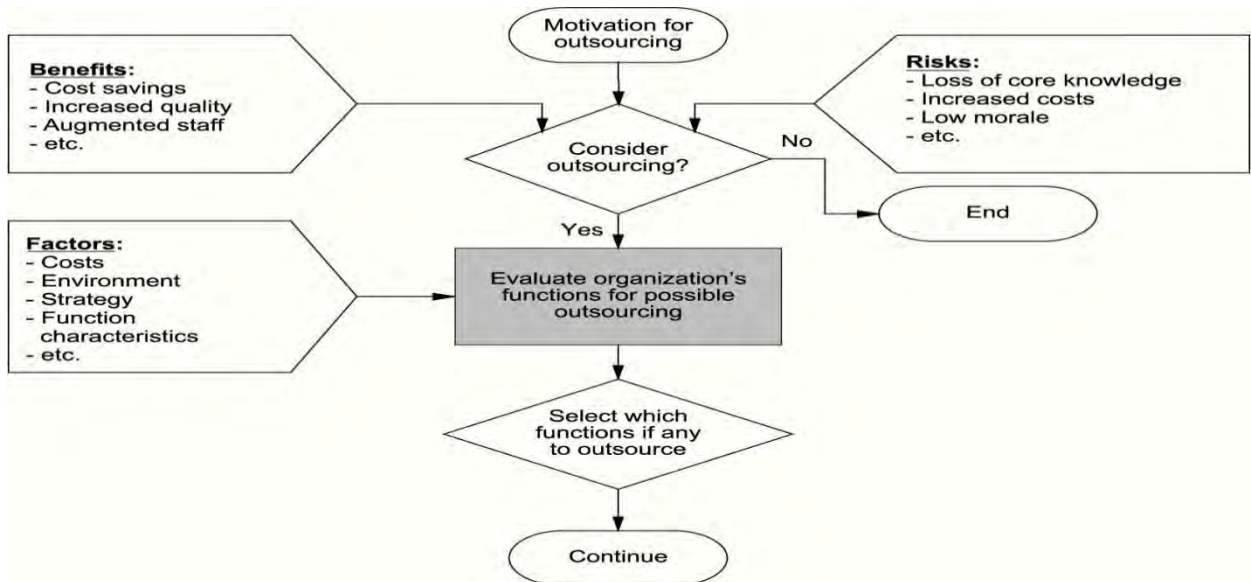 Motivation for
outsourcing
Benefits:
- Cost savings
- Increased quality
- Augmented staff
- etc.
Risks:
- Loss of core knowledge
- Increased costs
- Low morale
- etc.
Consider
outsourcing?
No
End
Yes
Factors:
- Costs
- Environment
- Strategy
- Function
characteristics
- etc.
Evaluate organization's
functions for possible
outsourcing
Select which
functions if any
to outsource
Continue